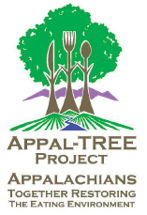 APPAL-TREE
PROJECT
APPALACHIANS
TOGETHER RESTORING
THE EATING ENVIRONMENT